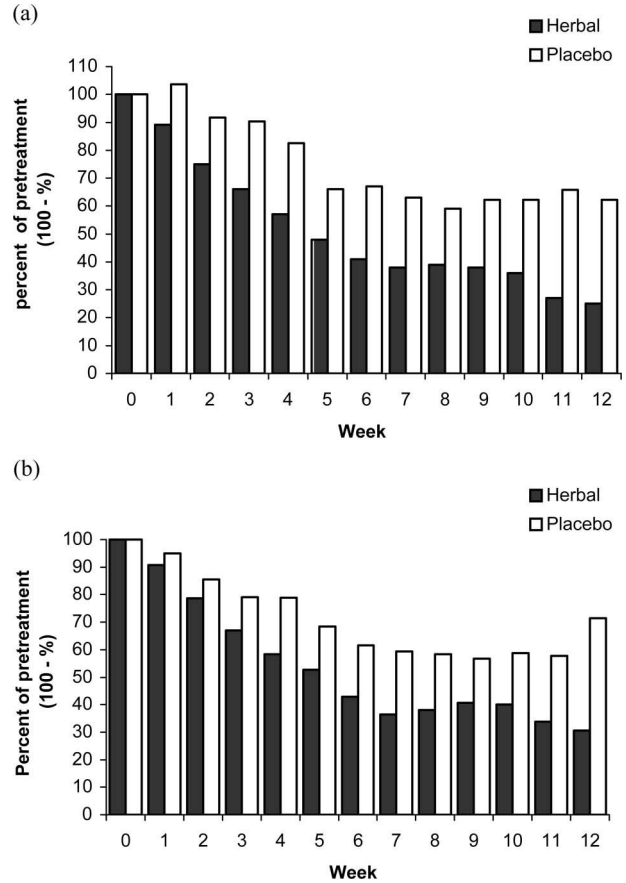 (a)
Herbal
Placebo
110
100
90
80
70
60
50
40
30
20
10
0
percent of pretreatment
(100 - %)
0 1 2 3 4 5 6 7 8 9 10 11 12
Week
(b)
Herbal
Placebo
100
90
80
70
60
50
40
30
20
10
0
Percent of pretreatment
(100 - %)
0 1 2 3 4 5 6 7 8 9 10 11 12
Week